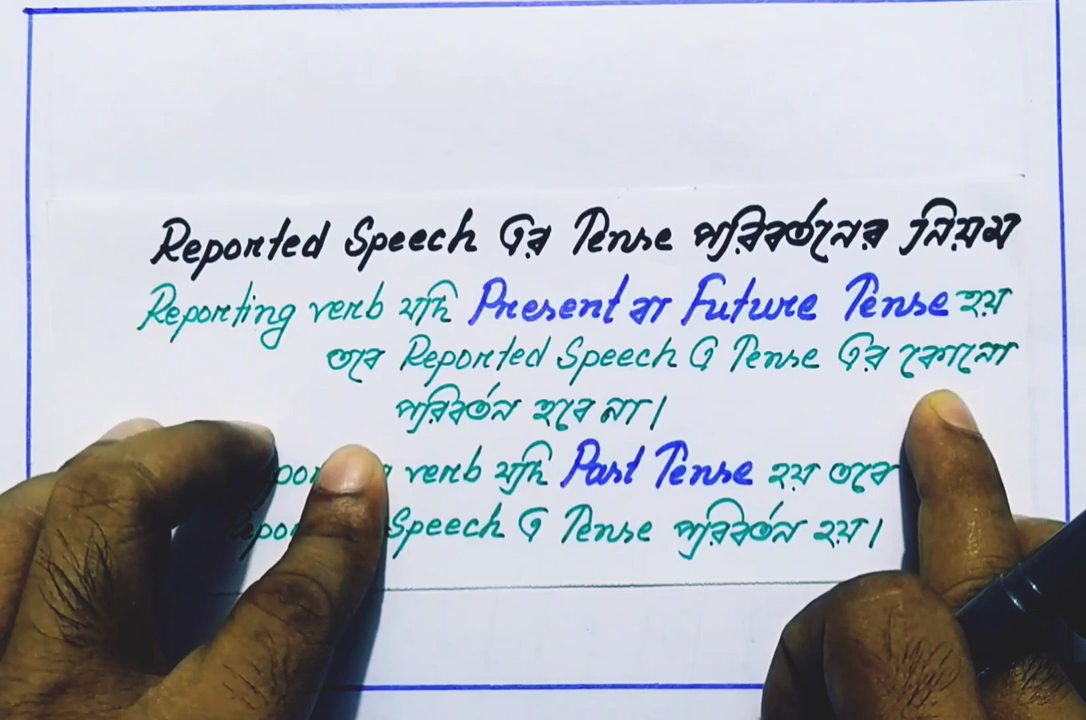 Reported Speech এর Tense পরিবর্তনের নিয়ম
Reporting verb যদি Present বা Future Tense হয়
তবে Reported Speech এ Tense এর কোনো
পরিবর্তন হবে না।
verb যদি Past Tense হয় তবে
Speech এ Tense পরিবর্তন হয়।